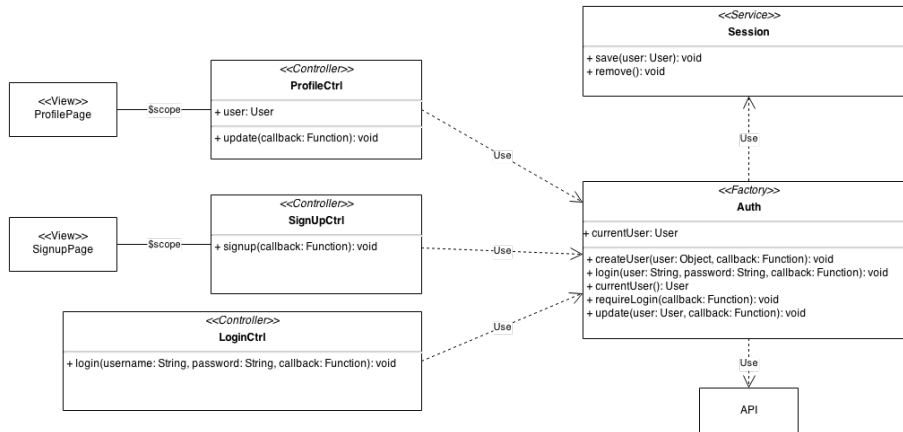 <<View>>
ProfilePage
$scope
<<Controller>>
ProfileCtrl
+ user: User
+ update(callback: Function): void
Use
<<Service>>
Session
+ save(user: User): void
+ remove(): void
Use
<<View>>
SignupPage
$scope
<<Controller>>
SignUpCtrl
+ signup(callback: Function): void
Use
<<Factory>>
Auth
+ currentUser: User
+ createUser(user: Object, callback: Function): void
+ login(user: String, password: String, callback: Function): void
+ currentUser(): User
+ requireLogin(callback: Function): void
+ update(user: User, callback: Function): void
<<Controller>>
LoginCtrl
+ login(username: String, password: String, callback: Function): void
Use
Use
API